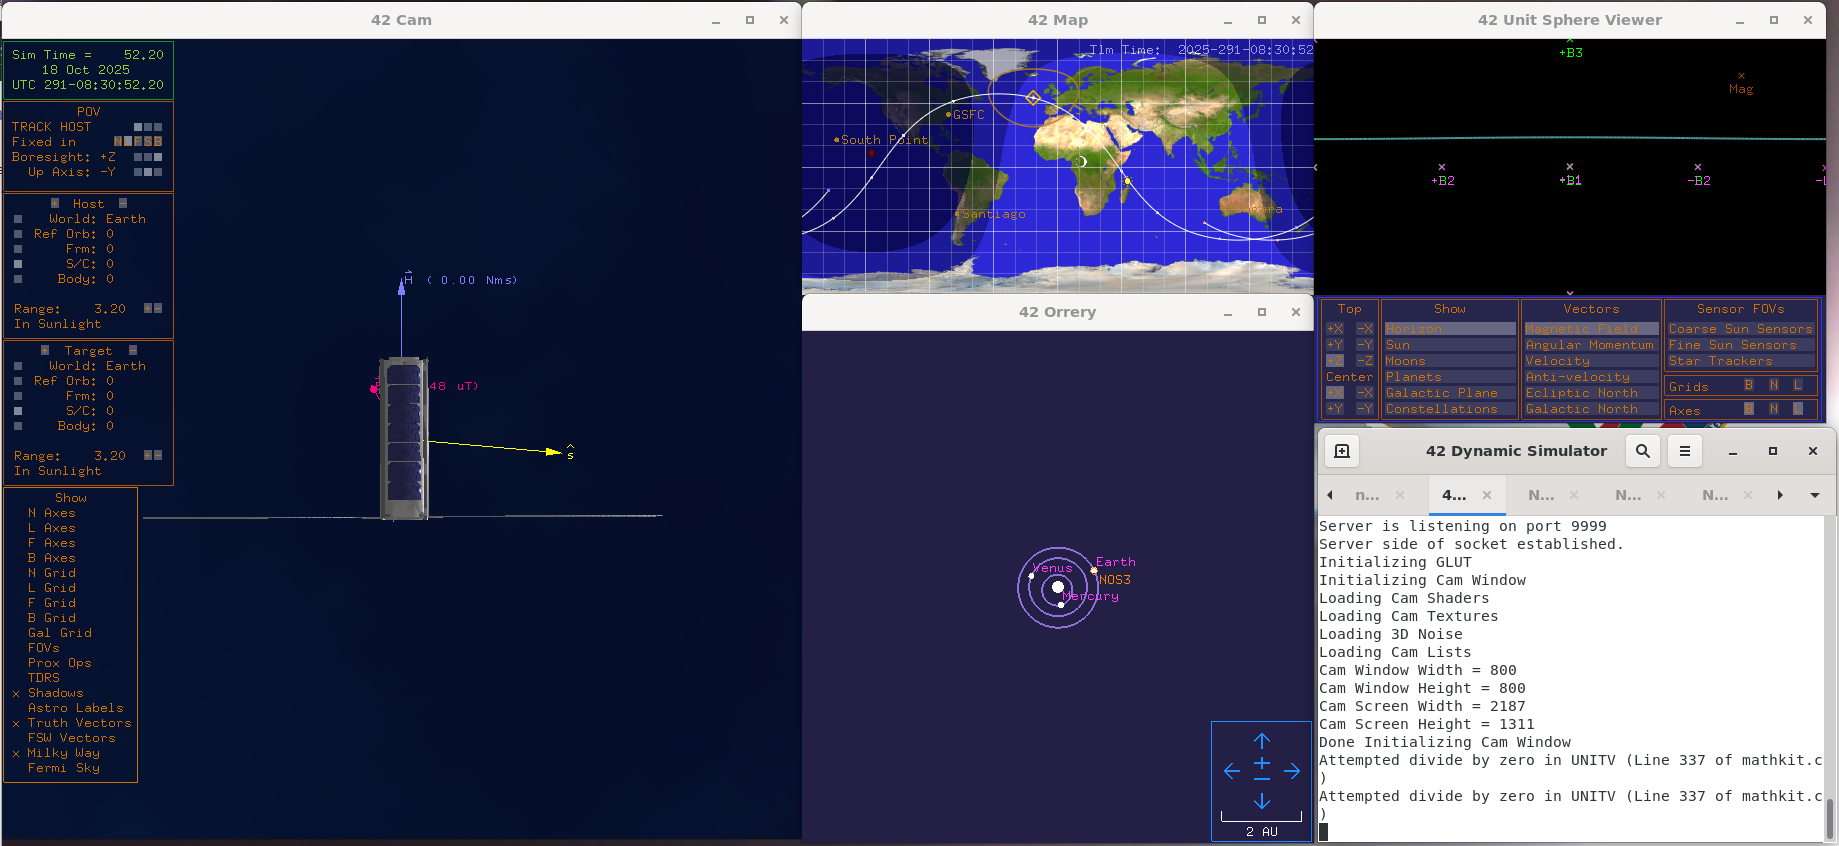 42 Cam
Sim Time = 52.20
18 Oct 2025
UTC 291-08:30:52.20
POV
TRACK HOST
Fixed in N L F S B
Boresight: +Z
Up Axis: -Y
+ Host -
World: Earth
Ref Orb: 0
Frm: 0
S/C: 0
Body: 0
Range: 3.20 + -
In Sunlight
+ Target -
World: Earth
Ref Orb: 0
Frm: 0
S/C: 0
Body: 0
Range: 3.20 + -
In Sunlight
Show
N Axes
L Axes
F Axes
B Axes
N Grid
L Grid
F Grid
B Grid
Gal Grid
FOVs
Prox Ops
TDRS
x Shadows
Astro Labels
x Truth Vectors
FSW Vectors
x Milky Way
Fermi Sky
H ( 0.00 Nms)
48 uT)
s
42 Map
Tlm Time: 2025-291-08:30:52
GSFC
South Point
Santiago
42 Orrery
Venus
Earth
NOS3
Mercury
2 AU
42 Unit Sphere Viewer
+B3
Mag
+B2
+B1
-B2
Top
+X -X
+Y -Y
+Z -Z
Center
+X -X
+Y -Y
Show
Horizon
Sun
Moons
Planets
Galactic Plane
Constellations
Vectors
Magnetic Field
Angular Momentum
Velocity
Anti-velocity
Ecliptic North
Galactic North
Sensor FOVs
Coarse Sun Sensors
Fine Sun Sensors
Star Trackers
Grids B N L
Axes B N L
42 Dynamic Simulator
n...
4...
N...
N...
N...
Server is listening on port 9999
Server side of socket established.
Initializing GLUT
Initializing Cam Window
Loading Cam Shaders
Loading Cam Textures
Loading 3D Noise
Loading Cam Lists
Cam Window Width = 800
Cam Window Height = 800
Cam Screen Width = 2187
Cam Screen Height = 1311
Done Initializing Cam Window
Attempted divide by zero in UNITV (Line 337 of mathkit.c
)
Attempted divide by zero in UNITV (Line 337 of mathkit.c
)